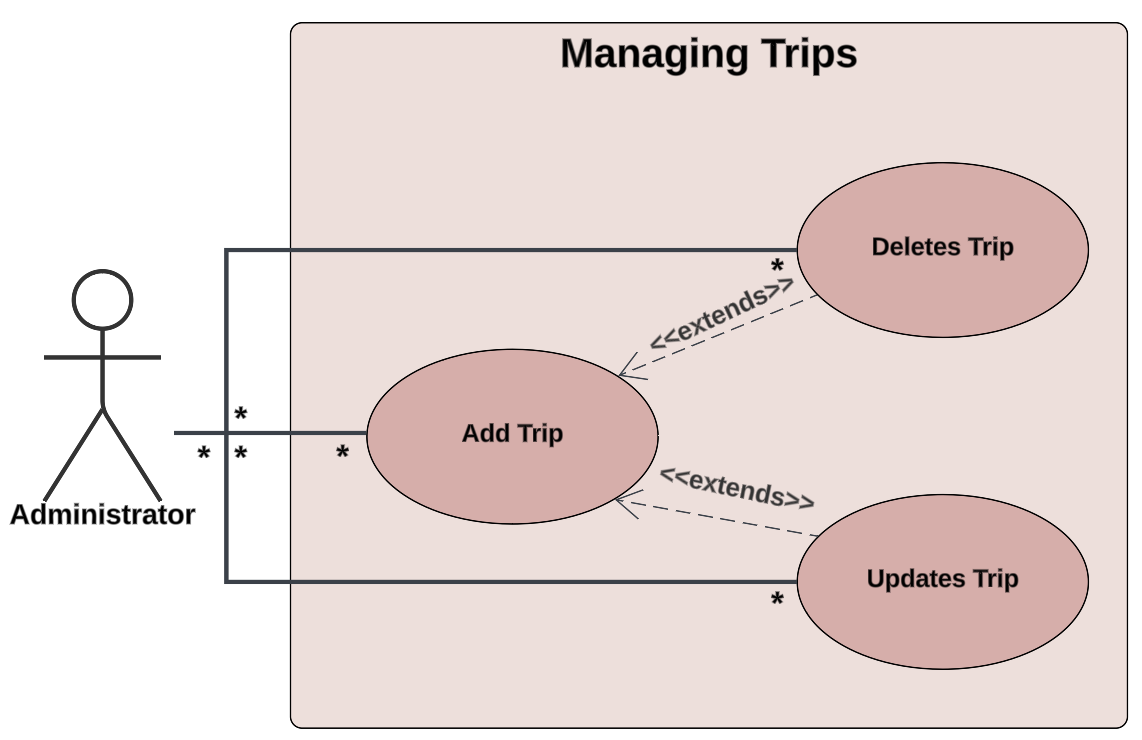 Managing Trips
Deletes Trip
*
<<extends>>
*
Add Trip
* *
*
<<extends>>
Administrator
Updates Trip
*